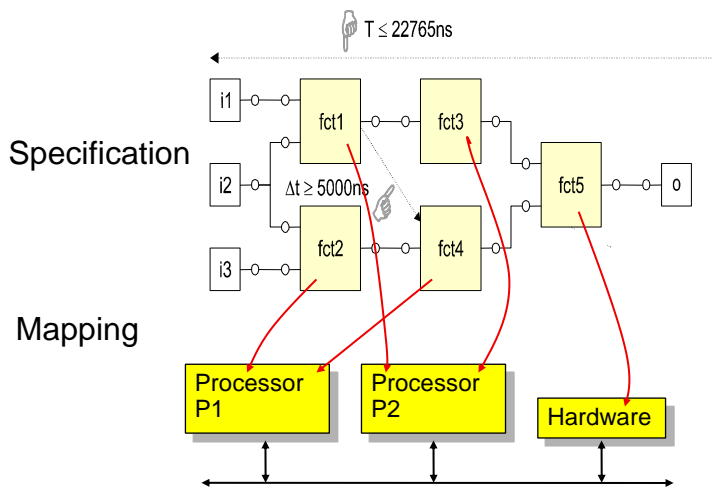 T ≤ 22765ns
i1
fct1
fct3
Specification
i2
Δt ≥ 5000ns
fct5
o
fct2
fct4
i3
Mapping
Processor
P1
Processor
P2
Hardware